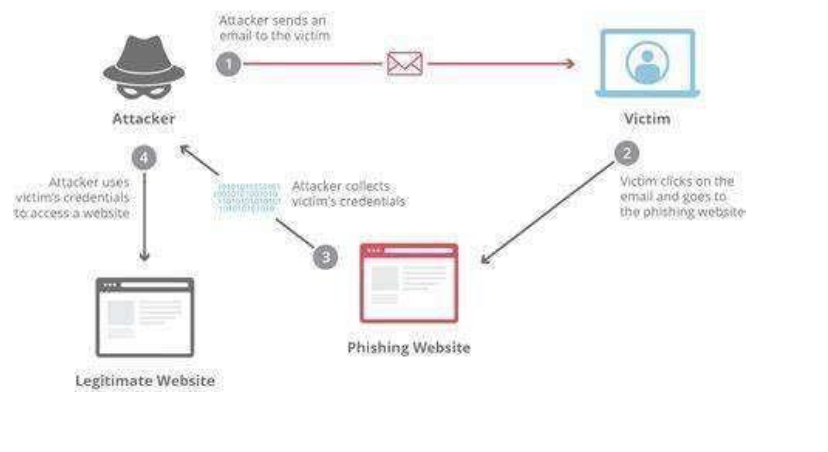 Attacker sends an
email to the victim
1
Attacker
Victim
4
2
Attacker uses
victim's credentials
to access a website
Attacker collects
victim's credentials
Victim clicks on the
email and goes to
the phishing website
3
Phishing Website
Legitimate Website